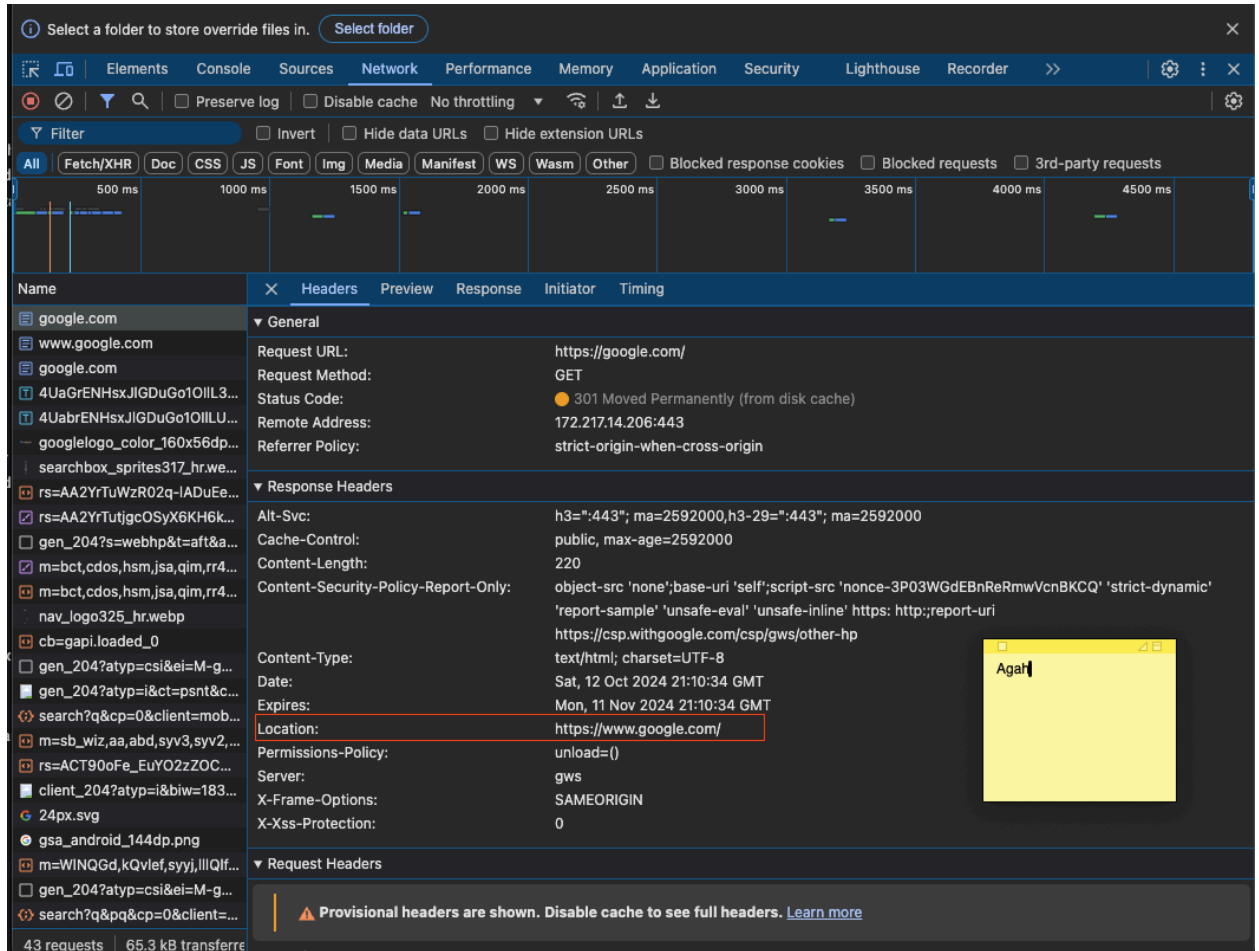 Select a folder to store override files in. Select folder
Elements Console Sources Network Performance Memory Application Security Lighthouse Recorder
Preserve log Disable cache No throttling
Filter Invert Hide data URLs Hide extension URLs
All Fetch/XHR Doc CSS JS Font Img Media Manifest WS Wasm Other Blocked response cookies Blocked requests 3rd-party requests
500 ms 1000 ms 1500 ms 2000 ms 2500 ms 3000 ms 3500 ms 4000 ms 4500 ms
Name
google.com
www.google.com
google.com
4UaGrENHsxJlGDuGo1OIlL3...
4UabrENHsxJlGDuGo1OIlLU...
googlelogo_color_160x56dp...
searchbox_sprites317_hr.we...
rs=AA2YrTuWzR02q-lADuEe...
rs=AA2YrTutjgcOSyX6KH6k...
gen_204?s=webhp&t=aft&a...
m=bct,cdos,hsm,jsa,qim,rr4...
m=bct,cdos,hsm,jsa,qim,rr4...
nav_logo325_hr.webp
cb=gapi.loaded_0
gen_204?atyp=csi&ei=M-g...
gen_204?atyp=i&ct=psnt&c...
search?q&cp=0&client=mob...
m=sb_wiz,aa,abd,syv3,syv2,...
rs=ACT90oFe_EuYO2zZOC...
client_204?atyp=i&biw=183...
24px.svg
gsa_android_144dp.png
m=WlNQGd,kQvlef,syyj,lllQlf...
gen_204?atyp=csi&ei=M-g...
search?q&pq&cp=0&client=...
43 requests 65.3 kB transferre
Headers Preview Response Initiator Timing
General
Request URL: https://google.com/
Request Method: GET
Status Code: 301 Moved Permanently (from disk cache)
Remote Address: 172.217.14.206:443
Referrer Policy: strict-origin-when-cross-origin
Response Headers
Alt-Svc: h3=":443"; ma=2592000,h3-29=":443"; ma=2592000
Cache-Control: public, max-age=2592000
Content-Length: 220
Content-Security-Policy-Report-Only: object-src 'none';base-uri 'self';script-src 'nonce-3P03WGdEBnReRmwVcnBKCQ' 'strict-dynamic'
'report-sample' 'unsafe-eval' 'unsafe-inline' https: http:;report-uri
https://csp.withgoogle.com/csp/gws/other-hp
Content-Type: text/html; charset=UTF-8
Date: Sat, 12 Oct 2024 21:10:34 GMT
Expires: Mon, 11 Nov 2024 21:10:34 GMT
Location: https://www.google.com/
Permissions-Policy: unload=()
Server: gws
X-Frame-Options: SAMEORIGIN
X-Xss-Protection: 0
Request Headers
Provisional headers are shown. Disable cache to see full headers. Learn more
Agah